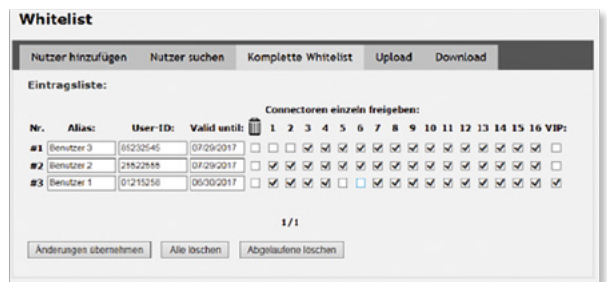 Whitelist
Nutzer hinzufügen Nutzer suchen Komplette Whitelist Upload Download
Eintragsliste:
Connectoren einzeln freigeben:
Nr. Alias: User-ID: Valid until: 1 2 3 4 5 6 7 8 9 10 11 12 13 14 15 16 VIP:
#1 Benutzer 3 65232545 07/29/2017
#2 Benutzer 2 25522555 07/29/2017
#3 Benutzer 1 01215258 06/30/2017
1/1
Änderungen übernehmen Alle löschen Abgelaufene löschen